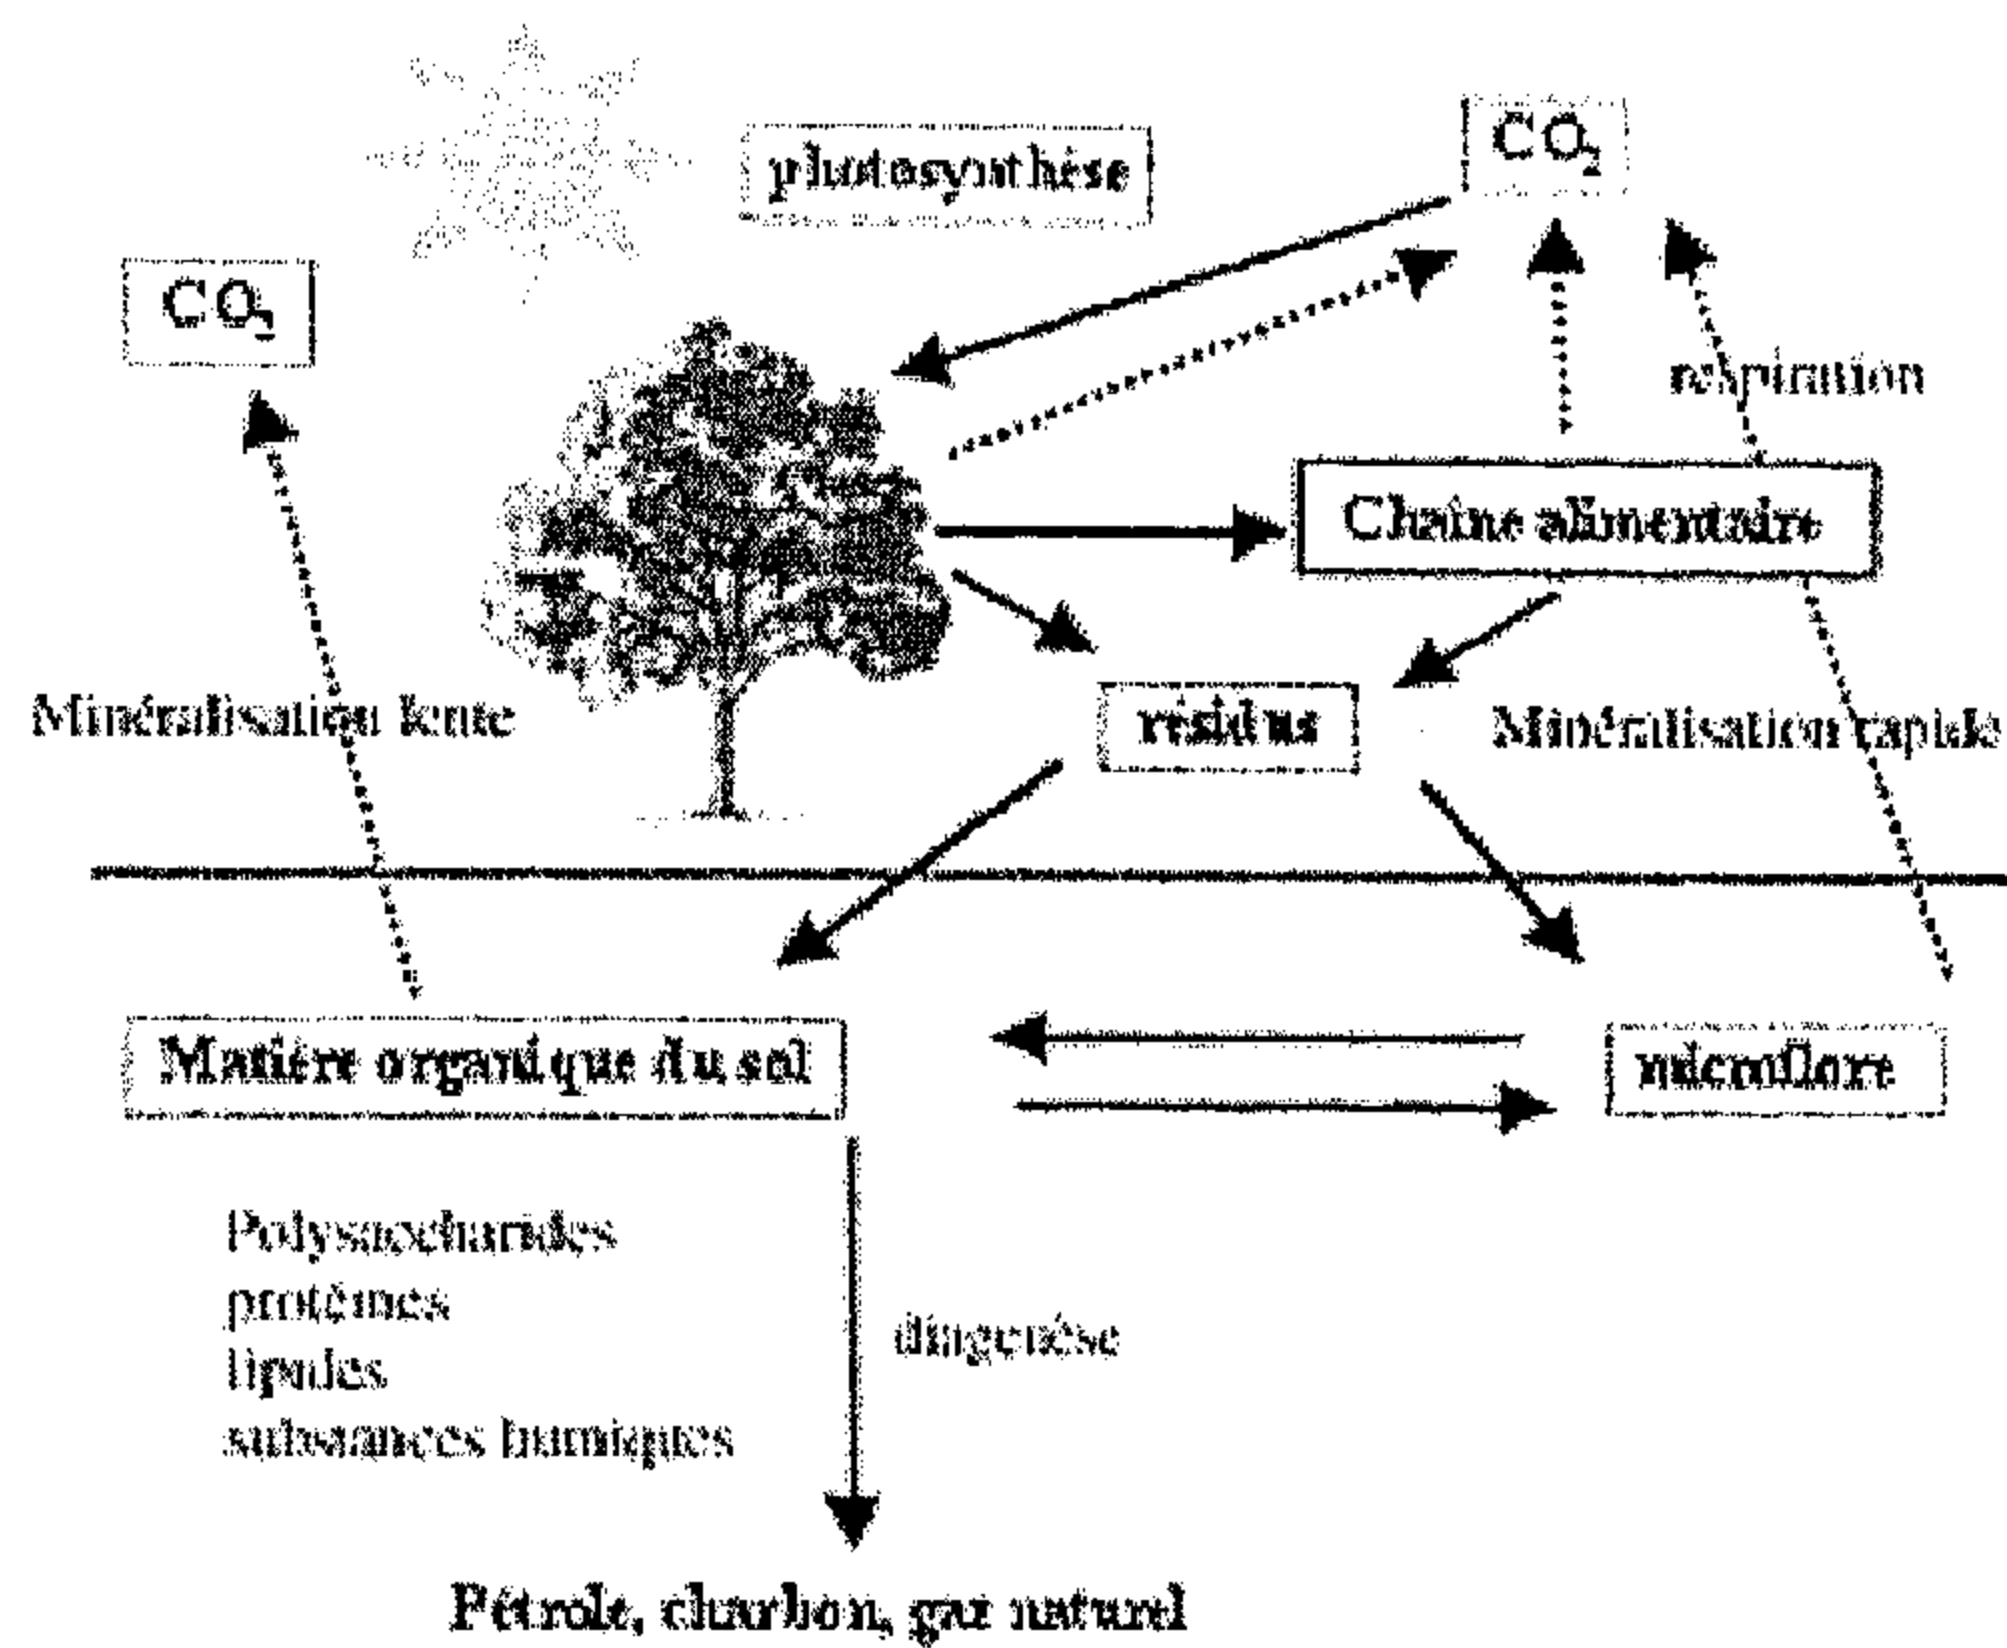 photosynthèse
CO2
CO2
respiration
Chaîne alimentaire
Minéralisation lente
résidus
Minéralisation rapide
Matière organique du sol
microflore
Polysaccharides
protéines
lipides
substances humiques
diagenèse
Pétrole, charbon, gaz naturel